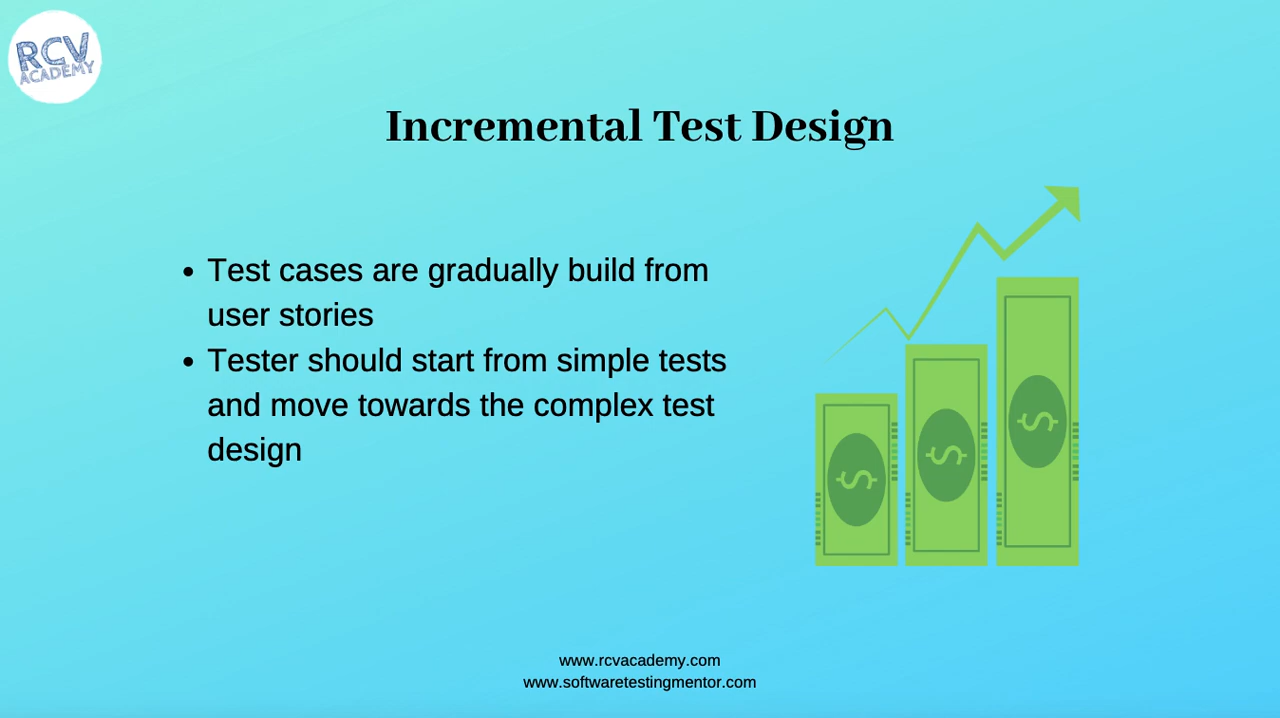 RCV
ACADEMY
Incremental Test Design
• Test cases are gradually build from
user stories
• Tester should start from simple tests
and move towards the complex test
design
$ $ $
www.rcvacademy.com
www.softwaretestingmentor.com